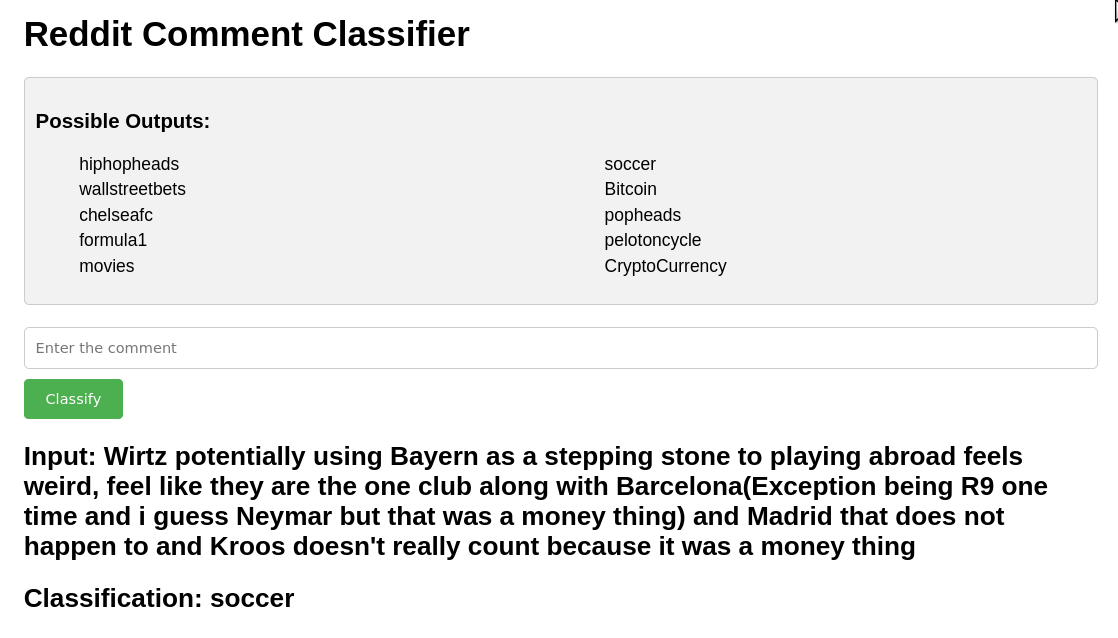 Reddit Comment Classifier
Possible Outputs:
hiphopheads
wallstreetbets
chelseafc
formula1
movies
soccer
Bitcoin
popheads
pelotoncycle
CryptoCurrency
Enter the comment
Classify
Input: Wirtz potentially using Bayern as a stepping stone to playing abroad feels
weird, feel like they are the one club along with Barcelona(Exception being R9 one
time and i guess Neymar but that was a money thing) and Madrid that does not
happen to and Kroos doesn't really count because it was a money thing
Classification: soccer